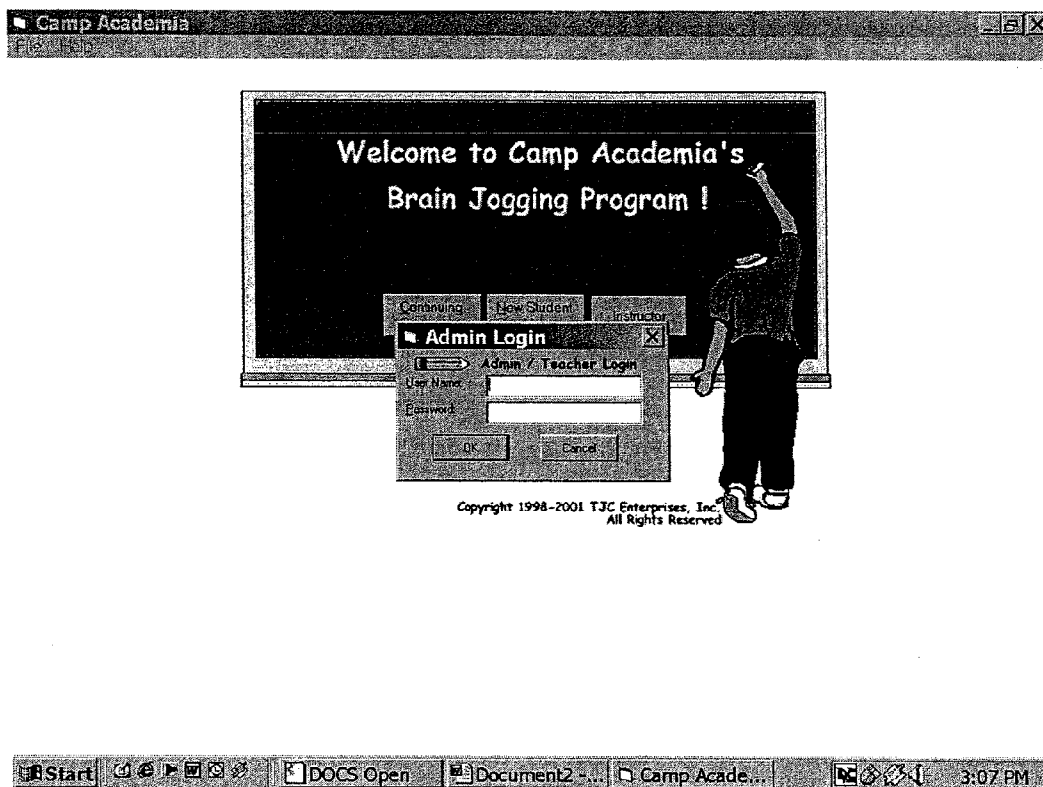 Camp Academia
File Help
Welcome to Camp Academia's
Brain Jogging Program !
Continuing New Student Instructor
Admin Login
Admin / Teacher Login
User Name:
Password:
OK Cancel
Copyright 1998-2001 TJC Enterprises, Inc.
All Rights Reserved
Start DOCS Open Document2 -... Camp Acade... 3:07 PM